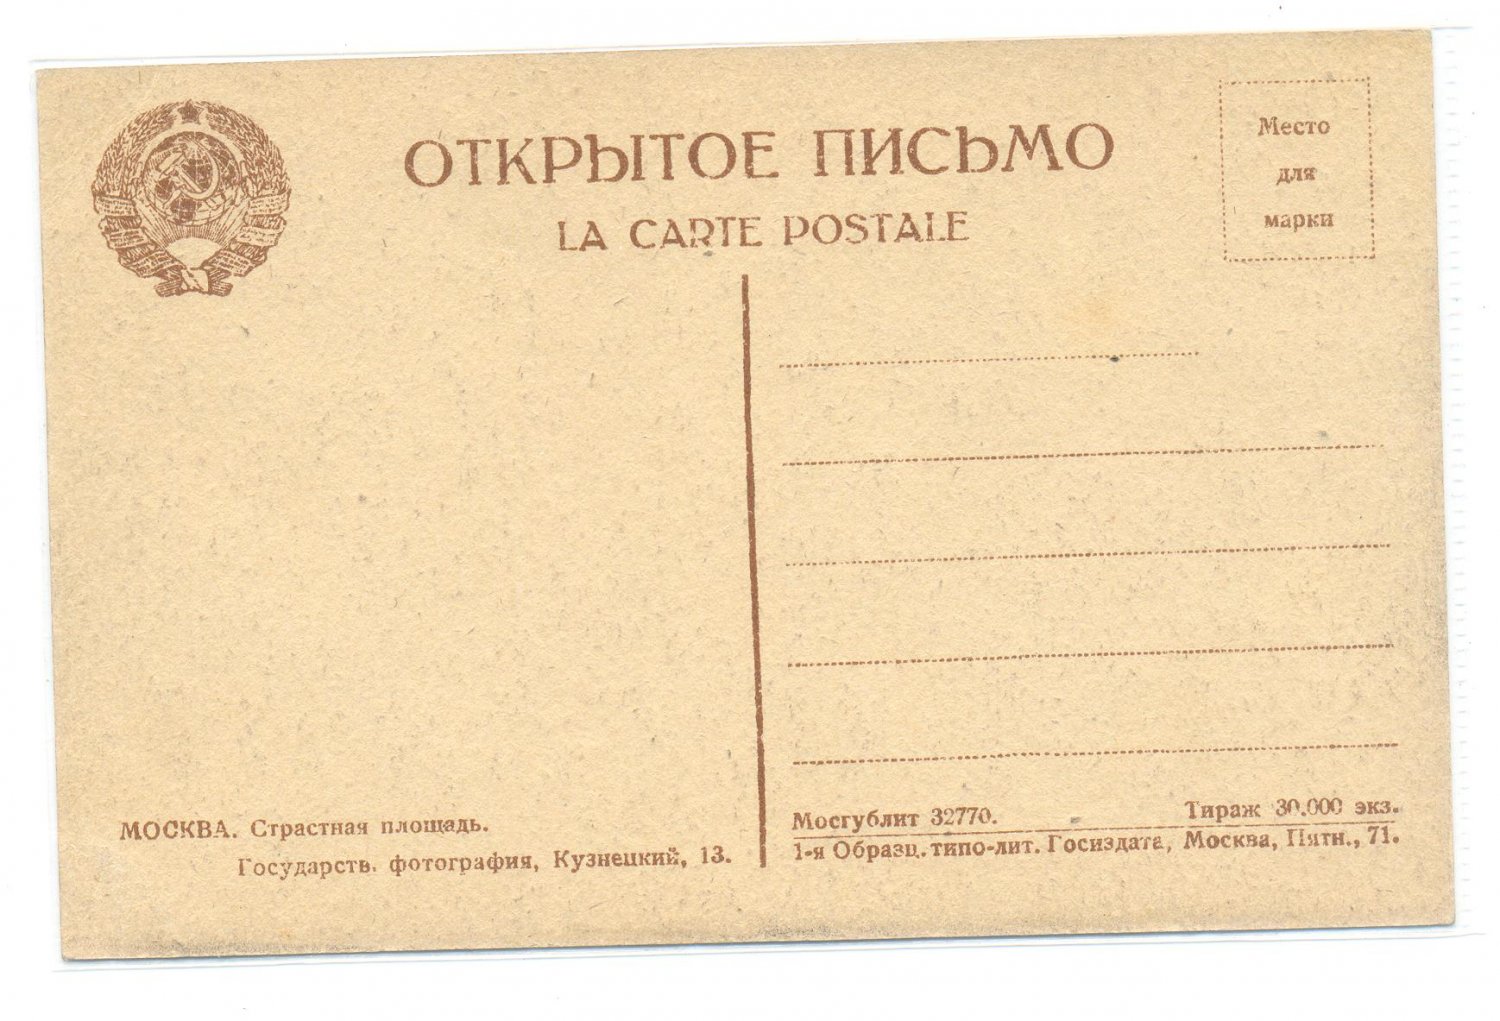 ОТКРЫТОЕ ПИСЬМО
LA CARTE POSTALE
Место
для
марки
МОСКВА. Страстная площадь.
Государств. фотография, Кузнецкий, 13.
Мосгублит 32770. Тираж 30.000 экз.
1-я Образц. типо-лит. Госиздата, Москва, Пятн., 71.